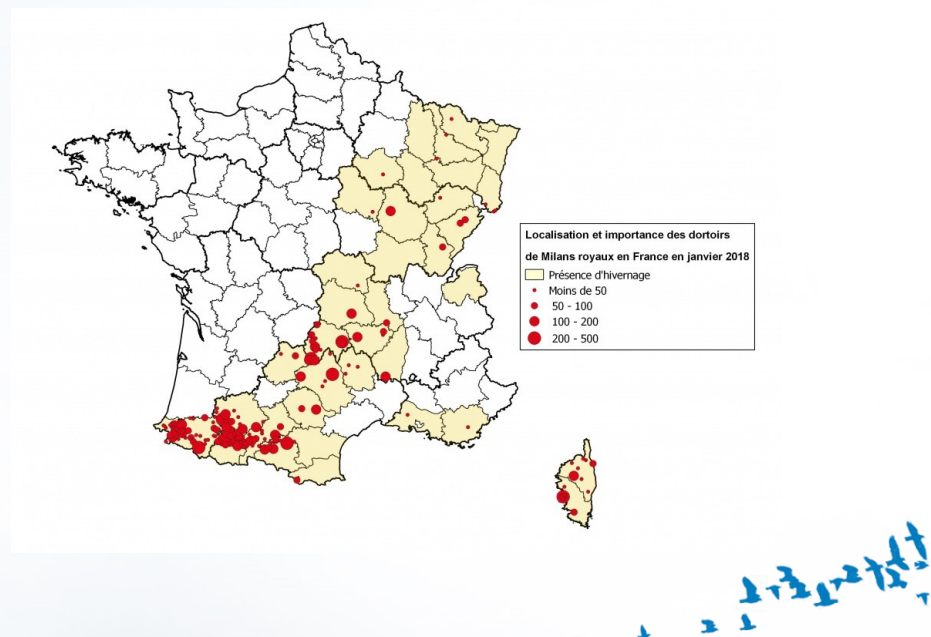 Localisation et importance des dortoirs
de Milans royaux en France en janvier 2018
Présence d'hivernage
Moins de 50
50 - 100
100 - 200
200 - 500